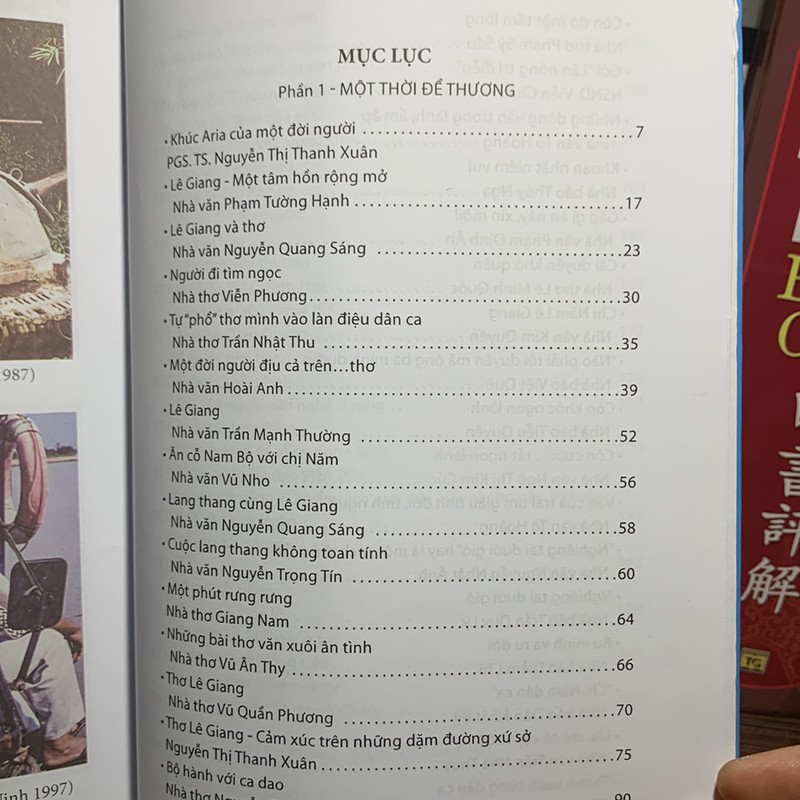 MỤC LỤC
Phần 1 - MỘT THỜI ĐỂ THƯƠNG
• Khúc Aria của một đời người ........ 7
PGS. TS. Nguyễn Thị Thanh Xuân
• Lê Giang - Một tâm hồn rộng mở
Nhà văn Phạm Tường Hạnh ........ 17
• Lê Giang và thơ
Nhà văn Nguyễn Quang Sáng ........ 23
• Người đi tìm ngọc
Nhà thơ Viễn Phương ........ 30
• Tự "phổ" thơ mình vào làn điệu dân ca
Nhà thơ Trần Nhật Thu ........ 35
• Một đời người địu cả trên...thơ
Nhà văn Hoài Anh ........ 39
• Lê Giang
Nhà văn Trần Mạnh Thường ........ 52
• Ăn cỗ Nam Bộ với chị Năm
Nhà văn Vũ Nho ........ 56
• Lang thang cùng Lê Giang
Nhà văn Nguyễn Quang Sáng ........ 58
• Cuộc lang thang không toan tính
Nhà văn Nguyễn Trọng Tín ........ 60
• Một phút rưng rưng
Nhà thơ Giang Nam ........ 64
• Những bài thơ văn xuôi ân tình
Nhà thơ Vũ Ân Thy ........ 66
• Thơ Lê Giang
Nhà thơ Vũ Quần Phương ........ 70
• Thơ Lê Giang - Cảm xúc trên những dặm đường xứ sở
Nguyễn Thị Thanh Xuân ........ 75
• Bộ hành với ca dao
Nhà thơ ........ 90
1987)
Ninh 1997)
書評解
TG